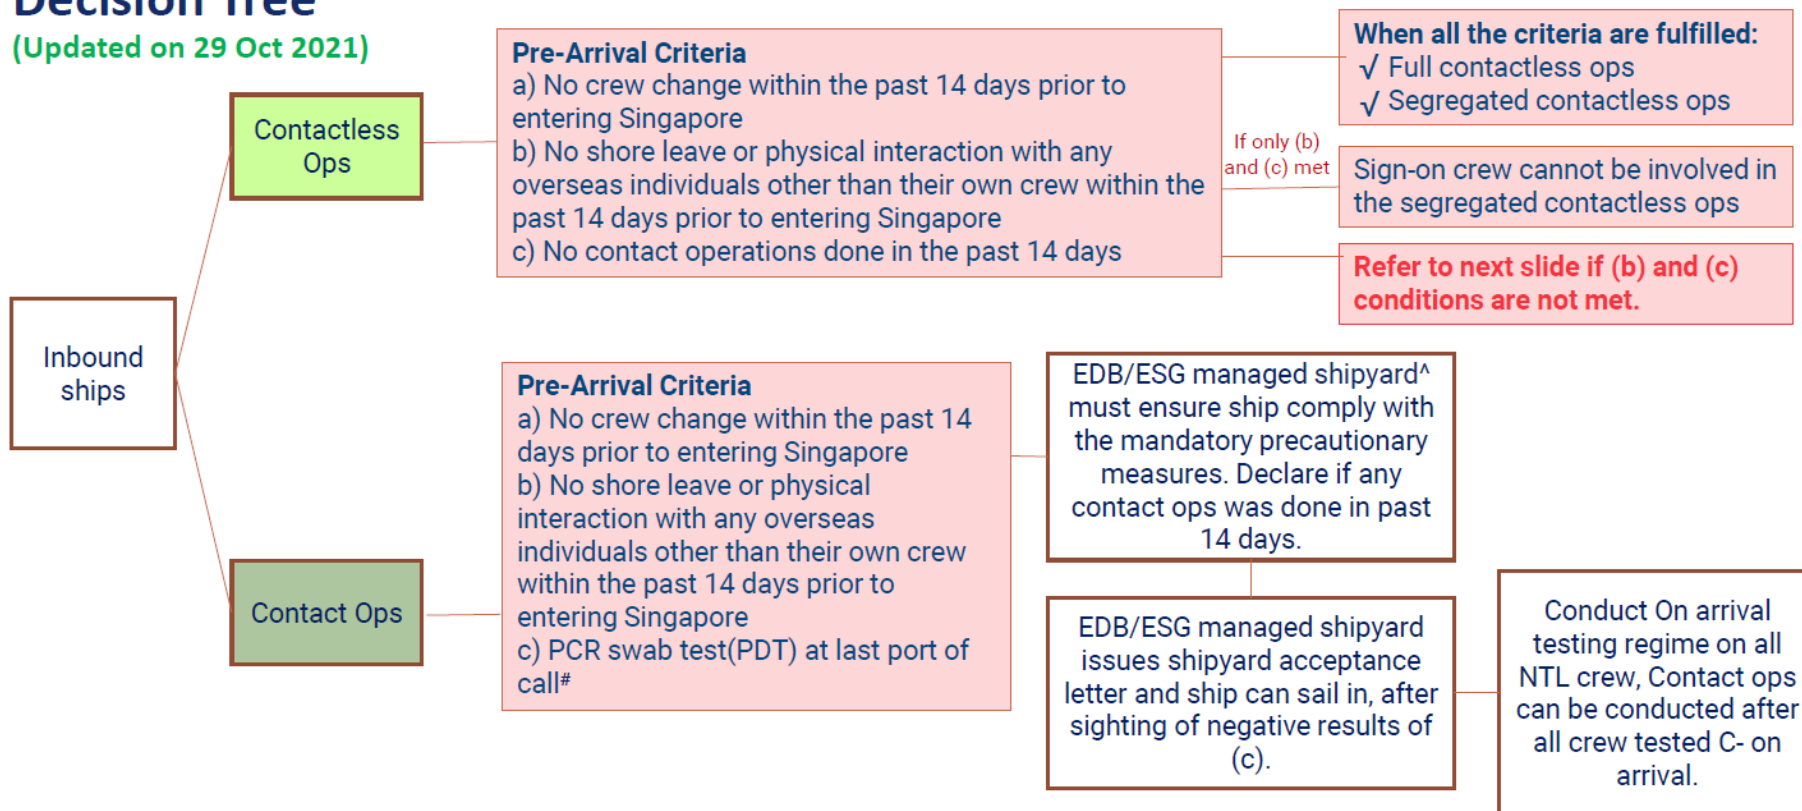 Decision Tree
(Updated on 29 Oct 2021)
Contactless
Ops
Pre-Arrival Criteria
a) No crew change within the past 14 days prior to
entering Singapore
b) No shore leave or physical interaction with any
overseas individuals other than their own crew within the
past 14 days prior to entering Singapore
c) No contact operations done in the past 14 days
When all the criteria are fulfilled:
√ Full contactless ops
√ Segregated contactless ops
If only (b)
and (c) met
Sign-on crew cannot be involved in
the segregated contactless ops
Refer to next slide if (b) and (c)
conditions are not met.
Inbound
ships
Contact Ops
Pre-Arrival Criteria
a) No crew change within the past 14
days prior to entering Singapore
b) No shore leave or physical
interaction with any overseas
individuals other than their own crew
within the past 14 days prior to
entering Singapore
c) PCR swab test(PDT) at last port of
call#
EDB/ESG managed shipyard^
must ensure ship comply with
the mandatory precautionary
measures. Declare if any
contact ops was done in past
14 days.
EDB/ESG managed shipyard
issues shipyard acceptance
letter and ship can sail in, after
sighting of negative results of
(c).
Conduct On arrival
testing regime on all
NTL crew, Contact ops
can be conducted after
all crew tested C- on
arrival.